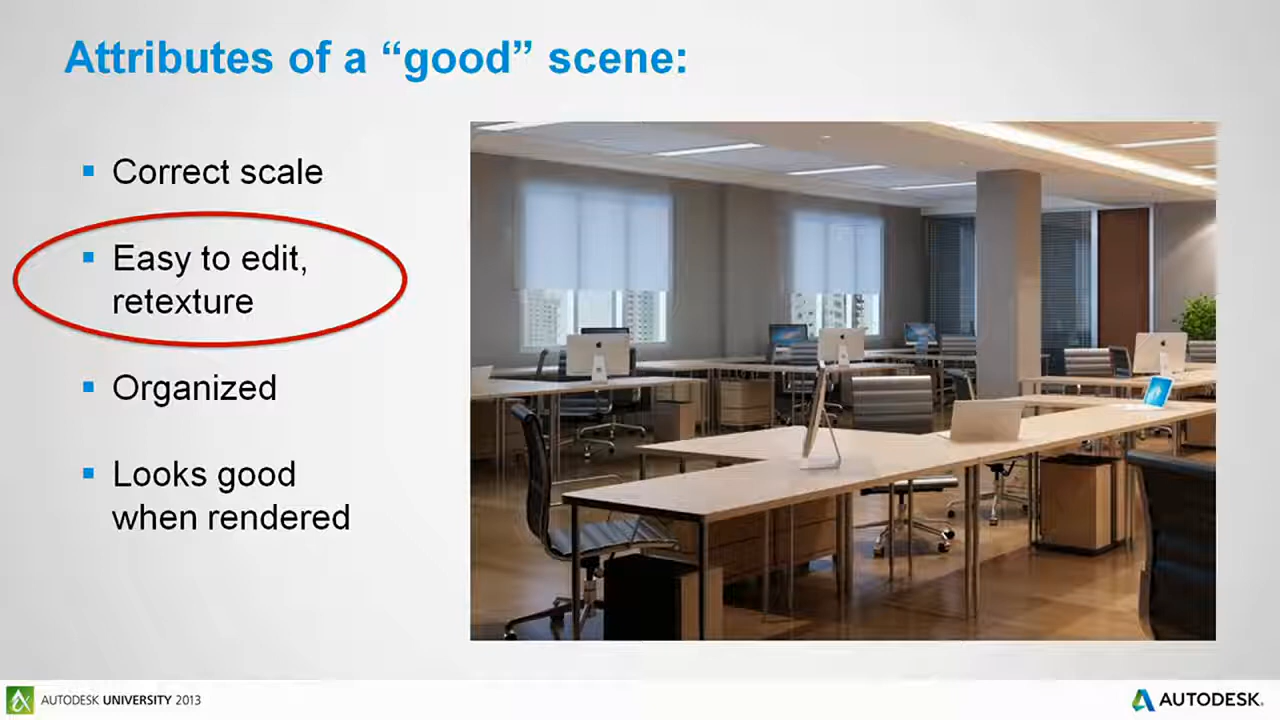 Attributes of a “good” scene:
Correct scale
Easy to edit,
retexture
Organized
Looks good
when rendered
AUTODESK UNIVERSITY 2013
AUTODESK.